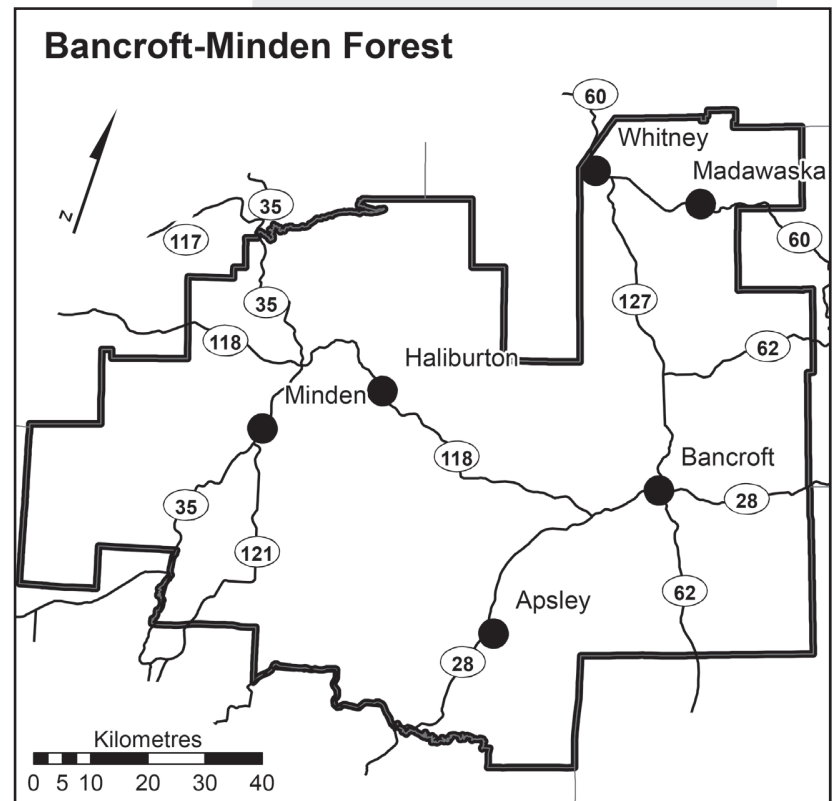 Bancroft-Minden Forest
60
Whitney
Madawaska
35
N
117
60
127
35
118
62
Haliburton
Minden
118
Bancroft
28
35
121
62
Apsley
28
Kilometres
0 5 10 20 30 40